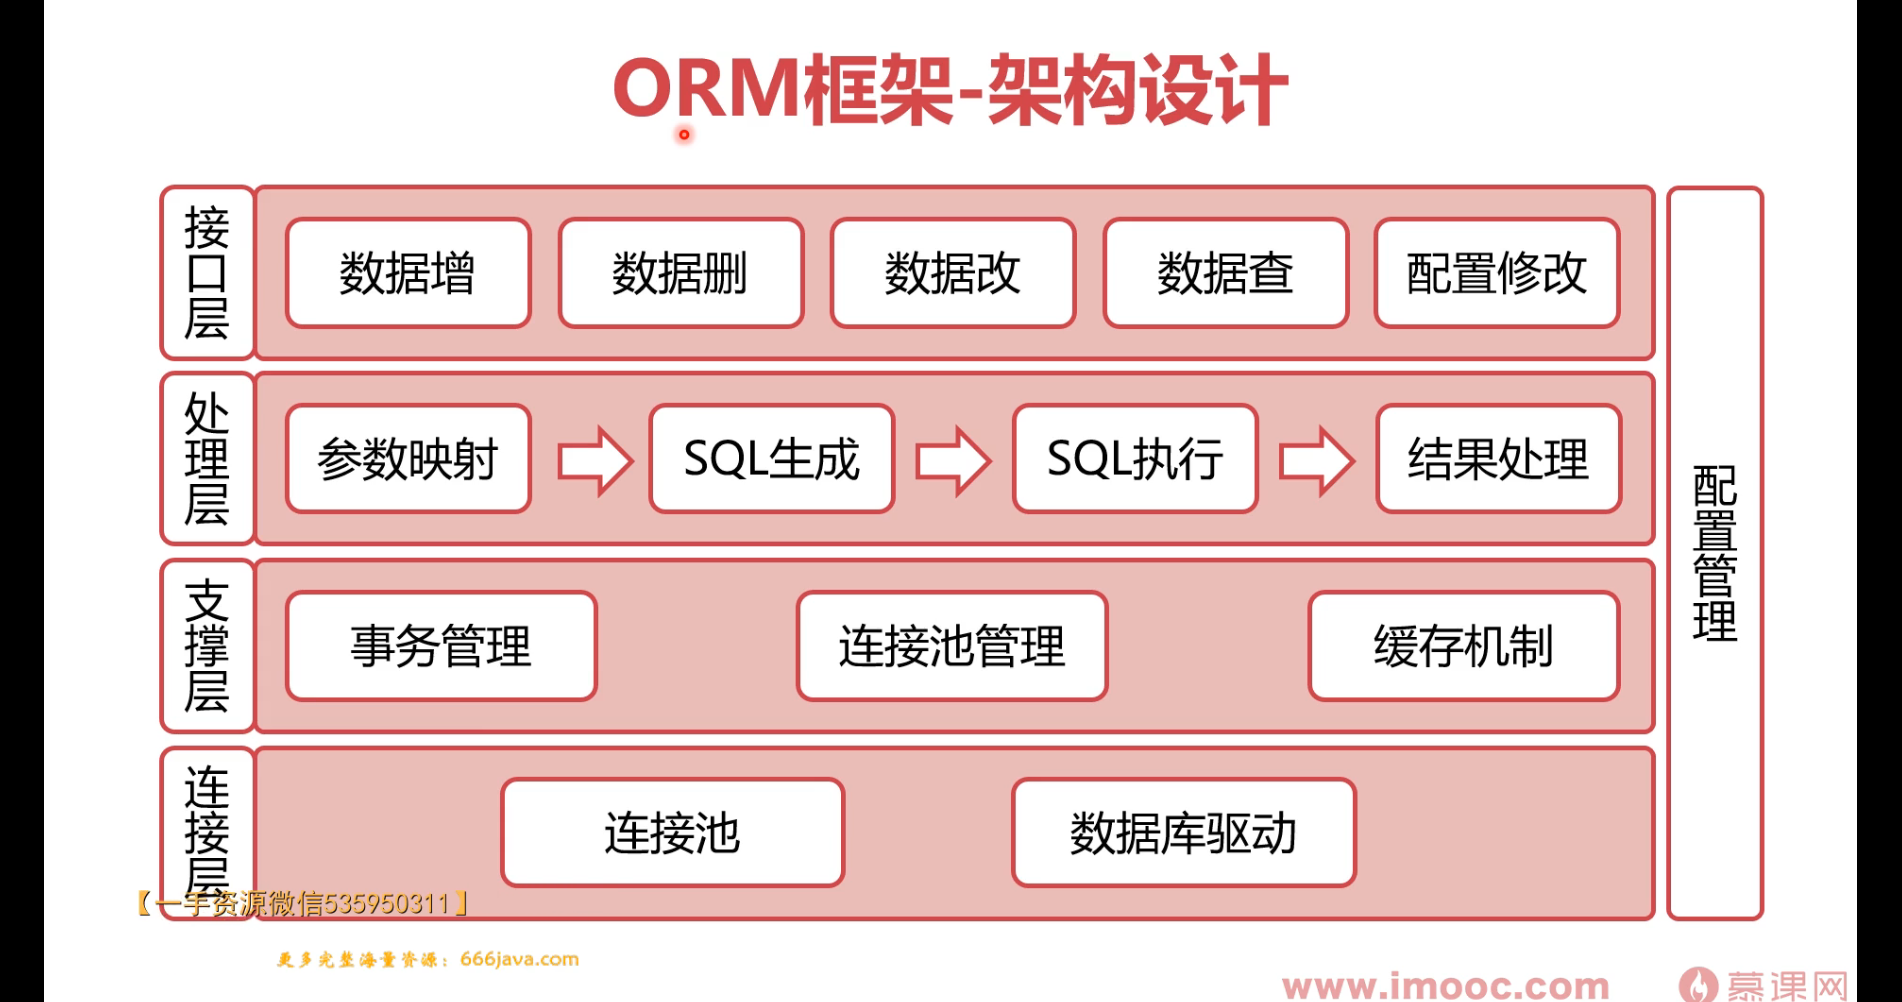 ORM框架-架构设计
接口层
数据增
数据删
数据改
数据查
配置修改
处理层
参数映射
SQL生成
SQL执行
结果处理
支撑层
事务管理
连接池管理
缓存机制
连接层
连接池
数据库驱动
配置管理
【一手资源微信535950311】
更多完整海量资源：666java.com
www.imooc.com
慕课网